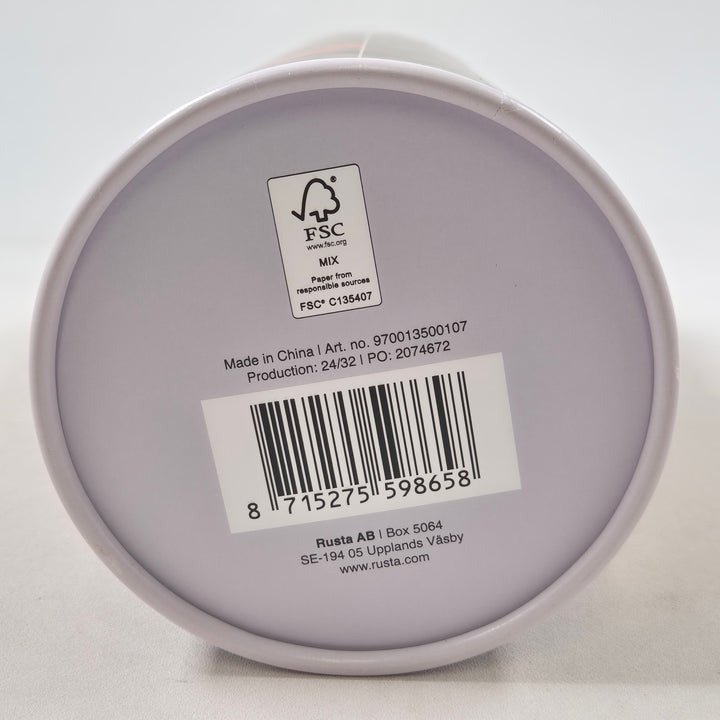 ®
FSC
www.fsc.org
MIX
Paper from
responsible sources
FSC® C135407
Made in China | Art. no. 970013500107
Production: 24/32 | PO: 2074672
8 715275 598658
Rusta AB | Box 5064
SE-194 05 Upplands Väsby
www.rusta.com